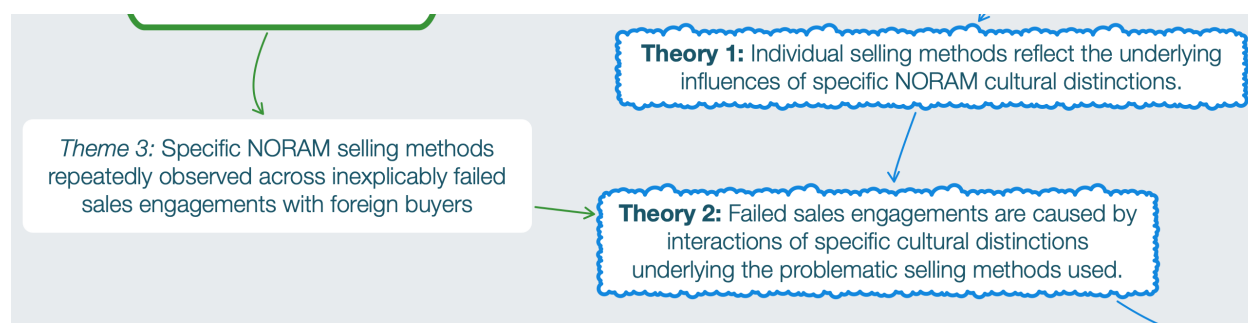 Theory 1: Individual selling methods reflect the underlying
influences of specific NORAM cultural distinctions.
Theme 3: Specific NORAM selling methods
repeatedly observed across inexplicably failed
sales engagements with foreign buyers
Theory 2: Failed sales engagements are caused by
interactions of specific cultural distinctions
underlying the problematic selling methods used.